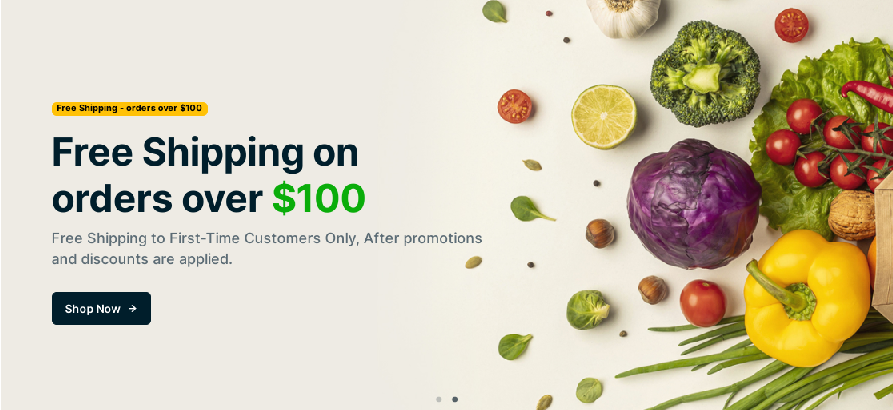 Free Shipping - orders over $100
Free Shipping on
orders over $100
Free Shipping to First-Time Customers Only, After promotions
and discounts are applied.
Shop Now →